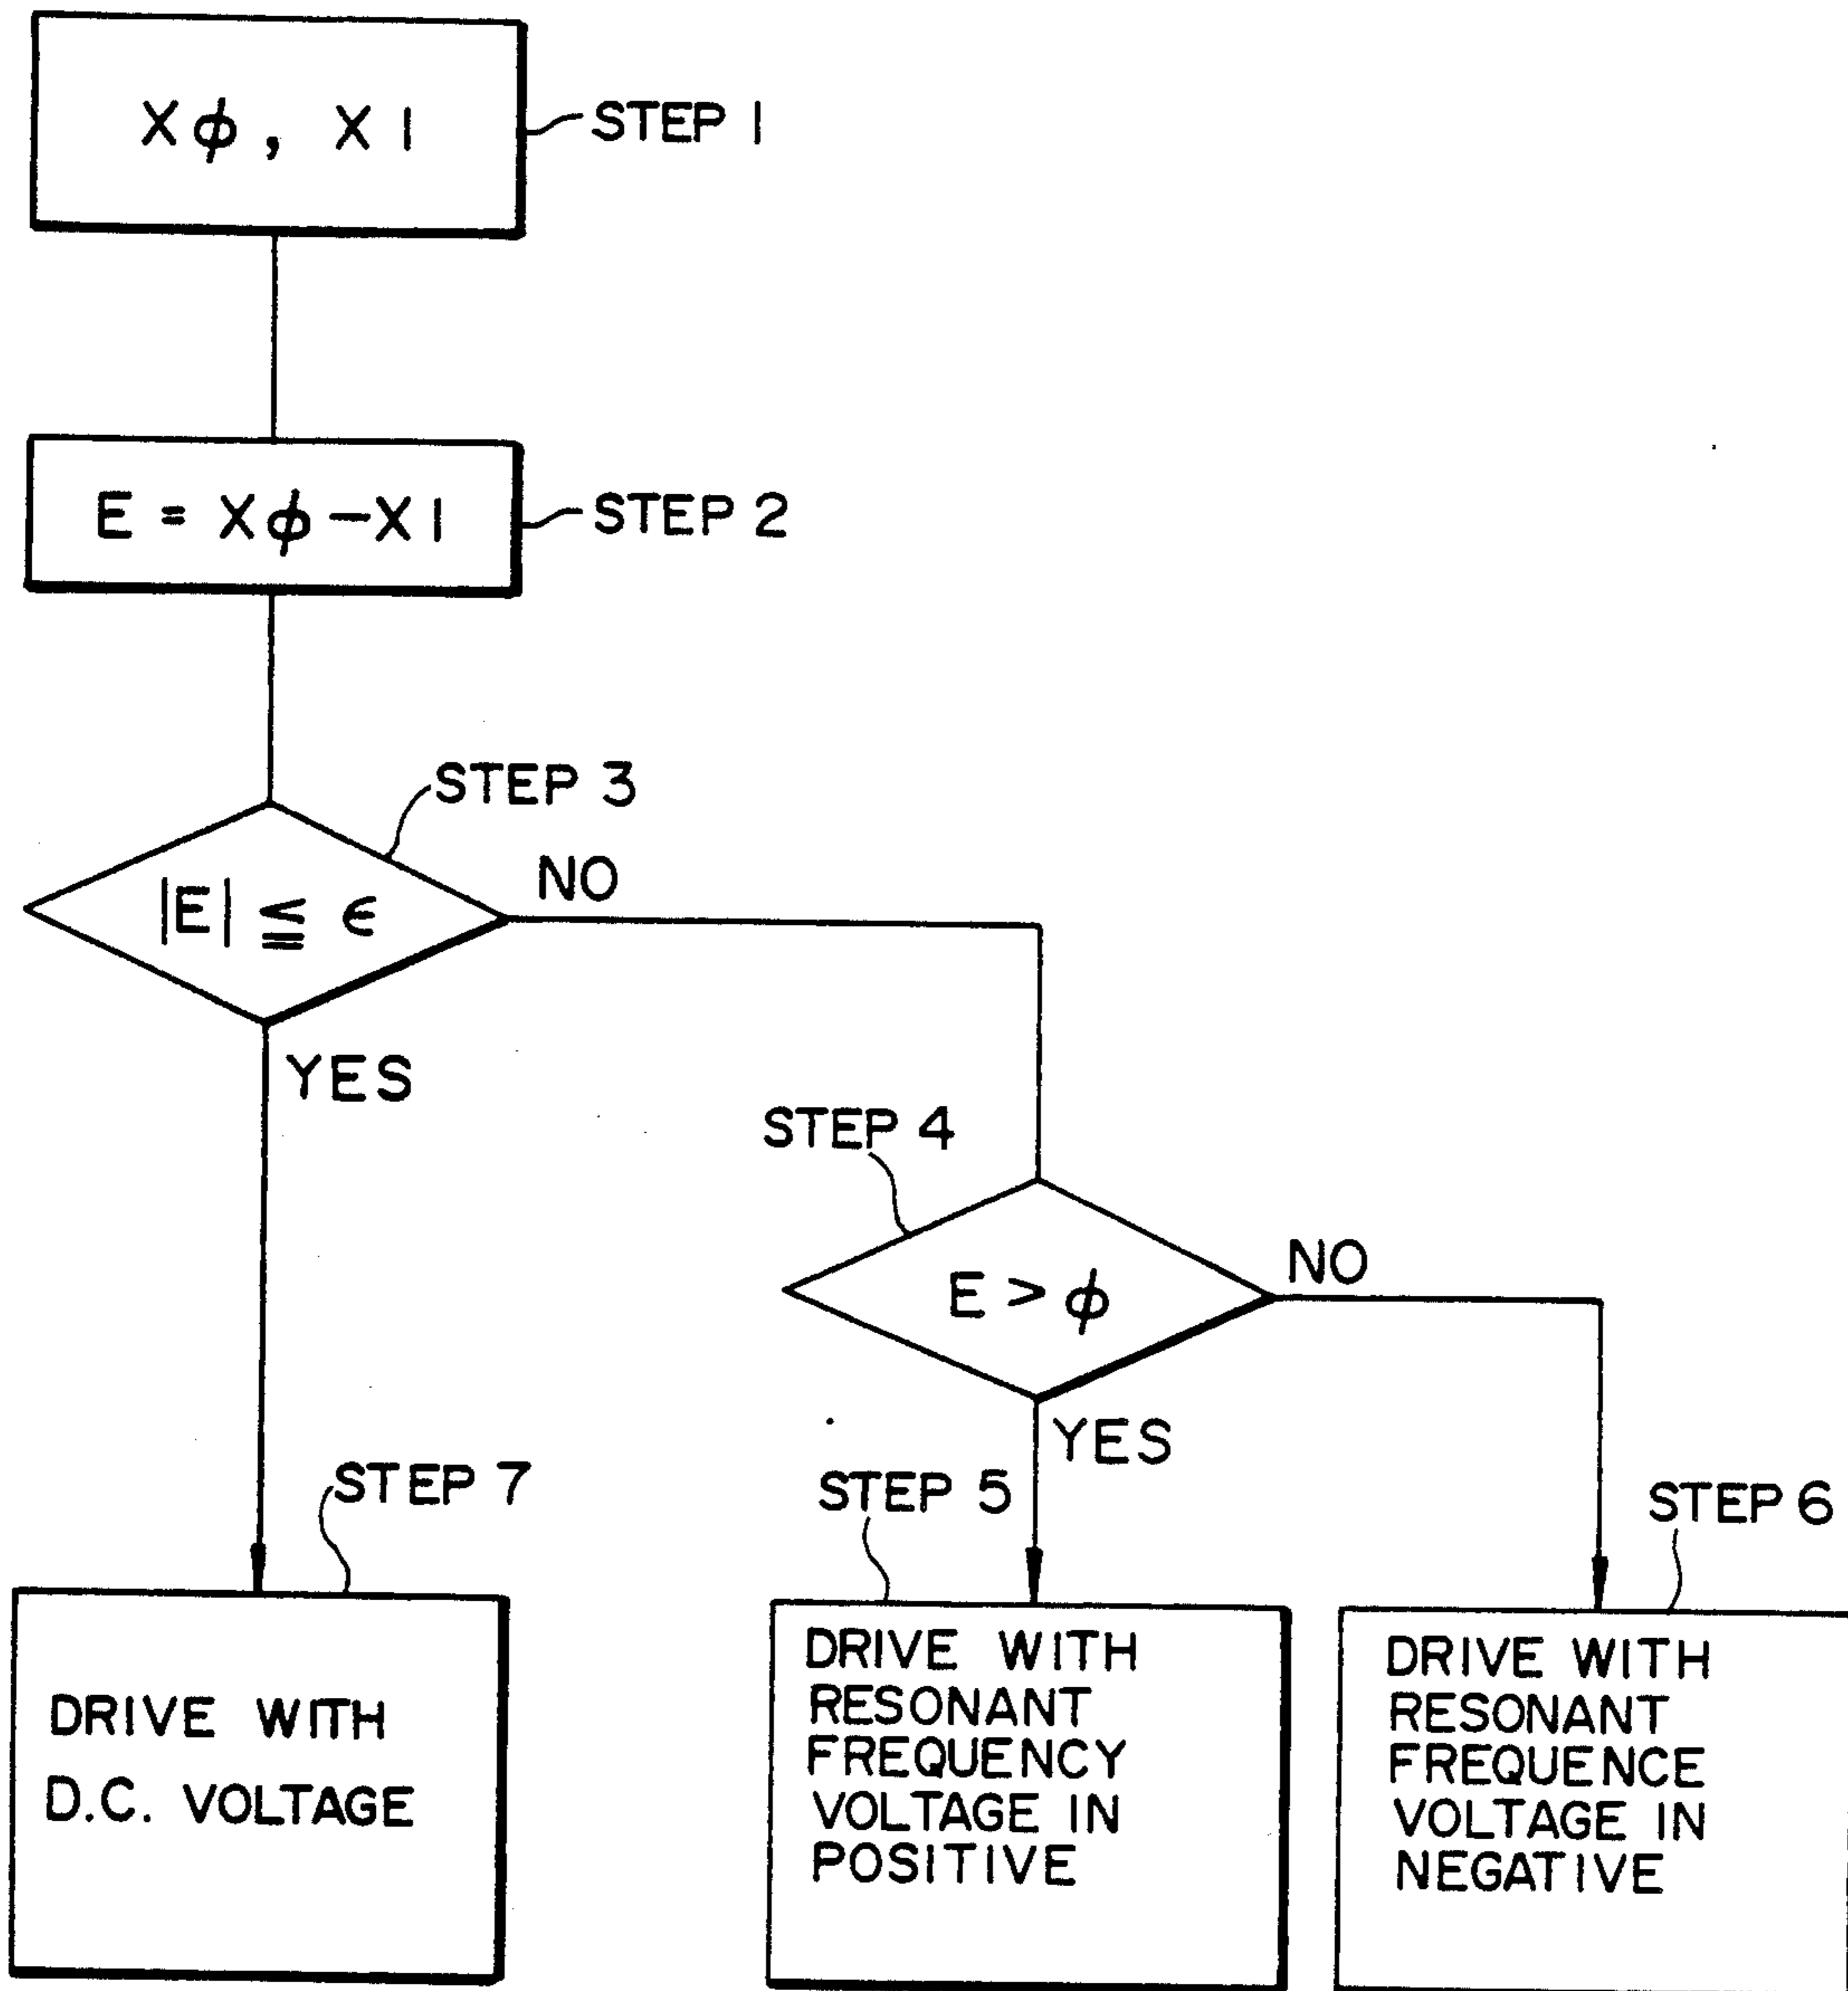 Xϕ, X1
STEP 1
E = Xϕ-X1
STEP 2
STEP 3
|E| ≦ ϵ
NO
YES
STEP 4
E > ϕ
NO
YES
STEP 7
DRIVE WITH
D.C. VOLTAGE
STEP 5
DRIVE WITH
RESONANT
FREQUENCY
VOLTAGE IN
POSITIVE
STEP 6
DRIVE WITH
RESONANT
FREQUENCE
VOLTAGE IN
NEGATIVE